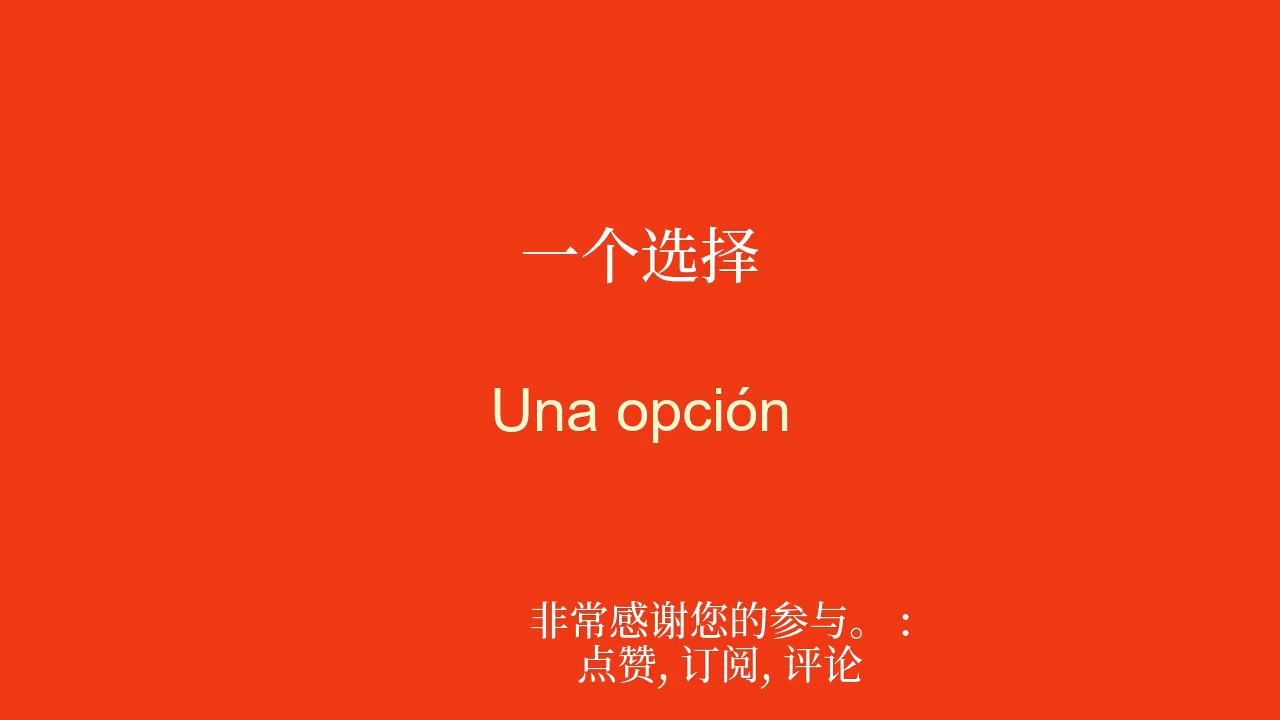 一个选择
Una opción
非常感谢您的参与。 :
点赞, 订阅, 评论